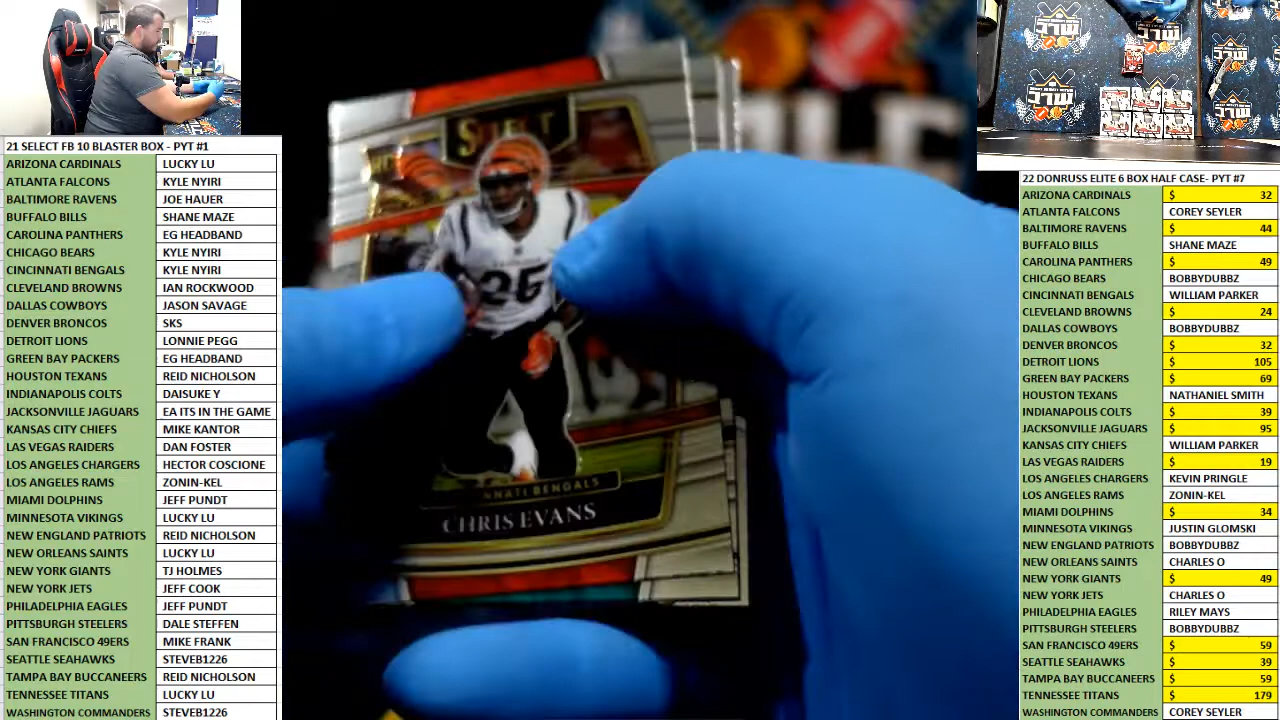 21 SELECT FB 10 BLASTER BOX - PYT #1
ARIZONA CARDINALS LUCKY LU
ATLANTA FALCONS KYLE NYIRI
BALTIMORE RAVENS JOE HAUER
BUFFALO BILLS SHANE MAZE
CAROLINA PANTHERS EG HEADBAND
CHICAGO BEARS KYLE NYIRI
CINCINNATI BENGALS KYLE NYIRI
CLEVELAND BROWNS IAN ROCKWOOD
DALLAS COWBOYS JASON SAVAGE
DENVER BRONCOS SKS
DETROIT LIONS LONNIE PEGG
GREEN BAY PACKERS EG HEADBAND
HOUSTON TEXANS REID NICHOLSON
INDIANAPOLIS COLTS DAISUKE Y
JACKSONVILLE JAGUARS EA ITS IN THE GAME
KANSAS CITY CHIEFS MIKE KANTOR
LAS VEGAS RAIDERS DAN FOSTER
LOS ANGELES CHARGERS HECTOR COSCIONE
LOS ANGELES RAMS ZONIN-KEL
MIAMI DOLPHINS JEFF PUNDT
MINNESOTA VIKINGS LUCKY LU
NEW ENGLAND PATRIOTS REID NICHOLSON
NEW ORLEANS SAINTS LUCKY LU
NEW YORK GIANTS TJ HOLMES
NEW YORK JETS JEFF COOK
PHILADELPHIA EAGLES JEFF PUNDT
PITTSBURGH STEELERS DALE STEFFEN
SAN FRANCISCO 49ERS MIKE FRANK
SEATTLE SEAHAWKS STEVEB1226
TAMPA BAY BUCCANEERS REID NICHOLSON
TENNESSEE TITANS LUCKY LU
WASHINGTON COMMANDERS STEVEB1226
SELECT
25
NNATI BENGALS
CHRIS EVANS
22 DONRUSS ELITE 6 BOX HALF CASE- PYT #7
ARIZONA CARDINALS $ 32
ATLANTA FALCONS COREY SEYLER
BALTIMORE RAVENS $ 44
BUFFALO BILLS SHANE MAZE
CAROLINA PANTHERS $ 49
CHICAGO BEARS BOBBYDUBBZ
CINCINNATI BENGALS WILLIAM PARKER
CLEVELAND BROWNS $ 24
DALLAS COWBOYS BOBBYDUBBZ
DENVER BRONCOS $ 32
DETROIT LIONS $ 105
GREEN BAY PACKERS $ 69
HOUSTON TEXANS NATHANIEL SMITH
INDIANAPOLIS COLTS $ 39
JACKSONVILLE JAGUARS $ 95
KANSAS CITY CHIEFS WILLIAM PARKER
LAS VEGAS RAIDERS $ 19
LOS ANGELES CHARGERS KEVIN PRINGLE
LOS ANGELES RAMS ZONIN-KEL
MIAMI DOLPHINS $ 34
MINNESOTA VIKINGS JUSTIN GLOMSKI
NEW ENGLAND PATRIOTS BOBBYDUBBZ
NEW ORLEANS SAINTS CHARLES O
NEW YORK GIANTS $ 49
NEW YORK JETS CHARLES O
PHILADELPHIA EAGLES RILEY MAYS
PITTSBURGH STEELERS BOBBYDUBBZ
SAN FRANCISCO 49ERS $ 59
SEATTLE SEAHAWKS $ 39
TAMPA BAY BUCCANEERS $ 59
TENNESSEE TITANS $ 179
WASHINGTON COMMANDERS COREY SEYLER